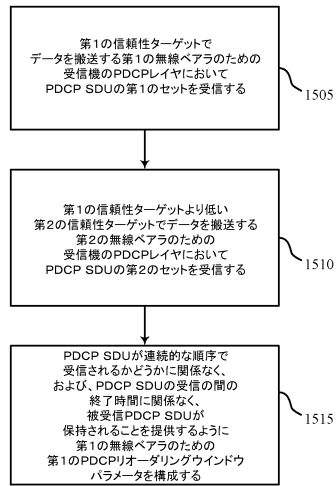 第1の信頼性ターゲットで
データを搬送する第1の無線ベアラのための
受信機のPDCPレイヤにおいて
PDCP SDUの第1のセットを受信する
1505
第1の信頼性ターゲットより低い
第2の信頼性ターゲットでデータを搬送する
第2の無線ベアラのための
受信機のPDCPレイヤにおいて
PDCP SDUの第2のセットを受信する
1510
PDCP SDUが連続的な順序で
受信されるかどうかに関係なく、
および、PDCP SDUの受信の間の
終了時間に関係なく、
被受信PDCP SDUが
保持されることを提供するように
第1の無線ベアラのための
第1のPDCPリオーダリングウインドウ
パラメータを構成する
1515